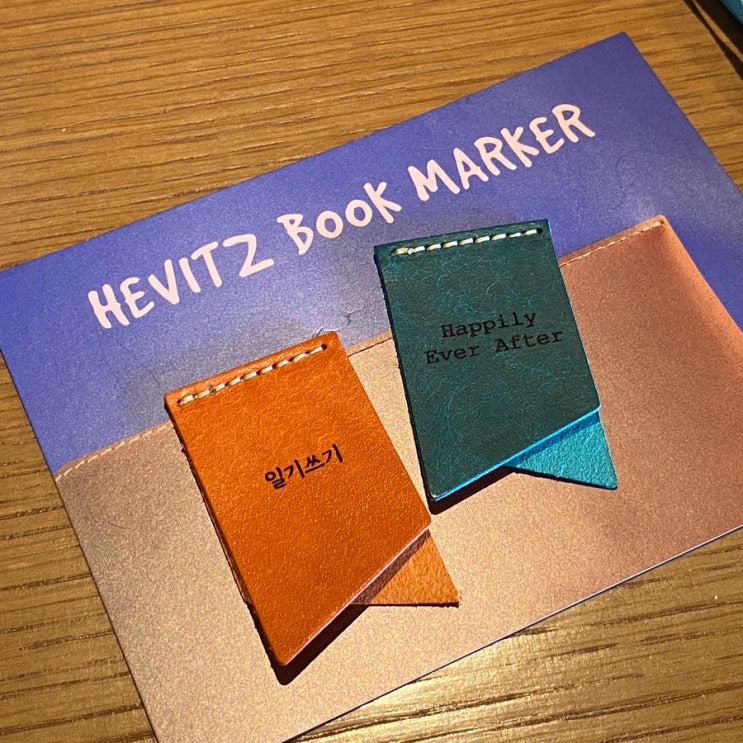 HEVITZ BOOK MARKER
Happily
Ever After
일기쓰기